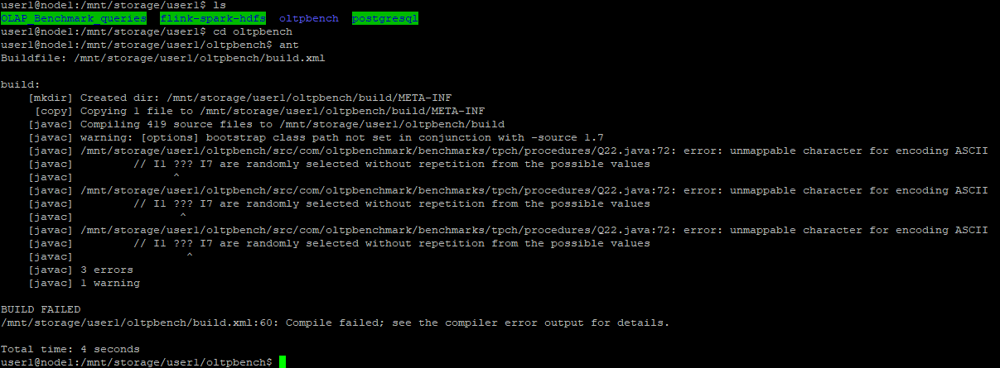 user1@node1:/mnt/storage/user1$ ls
OLAP_Benchmark_queries  flink-spark-hdfs  oltpbench  postgresql
user1@node1:/mnt/storage/user1$ cd oltpbench
user1@node1:/mnt/storage/user1/oltpbench$ ant
Buildfile: /mnt/storage/user1/oltpbench/build.xml
build:
    [mkdir] Created dir: /mnt/storage/user1/oltpbench/build/META-INF
     [copy] Copying 1 file to /mnt/storage/user1/oltpbench/build/META-INF
    [javac] Compiling 419 source files to /mnt/storage/user1/oltpbench/build
    [javac] warning: [options] bootstrap class path not set in conjunction with -source 1.7
    [javac] /mnt/storage/user1/oltpbench/src/com/oltpbenchmark/benchmarks/tpch/procedures/Q22.java:72: error: unmappable character for encoding ASCII
    [javac]         // I1 ??? I7 are randomly selected without repetition from the possible values
    [javac]               ^
    [javac] /mnt/storage/user1/oltpbench/src/com/oltpbenchmark/benchmarks/tpch/procedures/Q22.java:72: error: unmappable character for encoding ASCII
    [javac]         // I1 ??? I7 are randomly selected without repetition from the possible values
    [javac]                ^
    [javac] /mnt/storage/user1/oltpbench/src/com/oltpbenchmark/benchmarks/tpch/procedures/Q22.java:72: error: unmappable character for encoding ASCII
    [javac]         // I1 ??? I7 are randomly selected without repetition from the possible values
    [javac]                 ^
    [javac] 3 errors
    [javac] 1 warning
BUILD FAILED
/mnt/storage/user1/oltpbench/build.xml:60: Compile failed; see the compiler error output for details.
Total time: 4 seconds
user1@node1:/mnt/storage/user1/oltpbench$